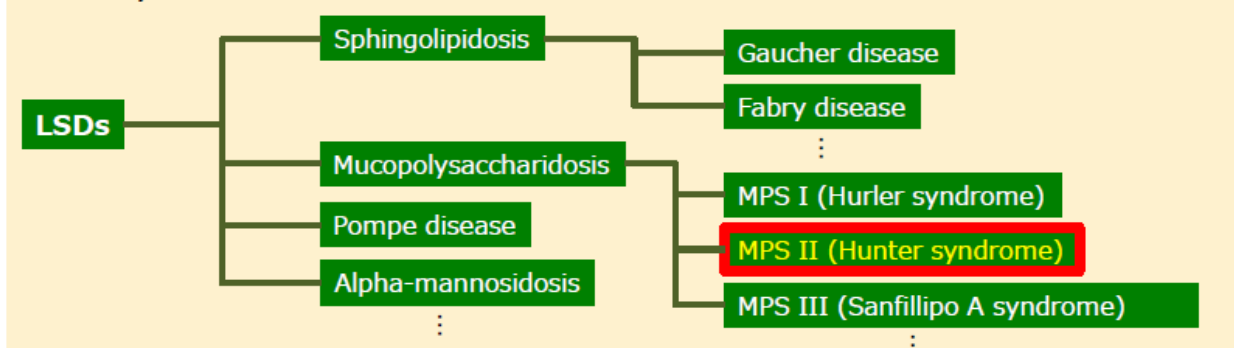 LSDs
Sphingolipidosis
Gaucher disease
Fabry disease
⋮
Mucopolysaccharidosis
MPS I (Hurler syndrome)
MPS II (Hunter syndrome)
MPS III (Sanfillipo A syndrome)
⋮
Pompe disease
Alpha-mannosidosis
⋮